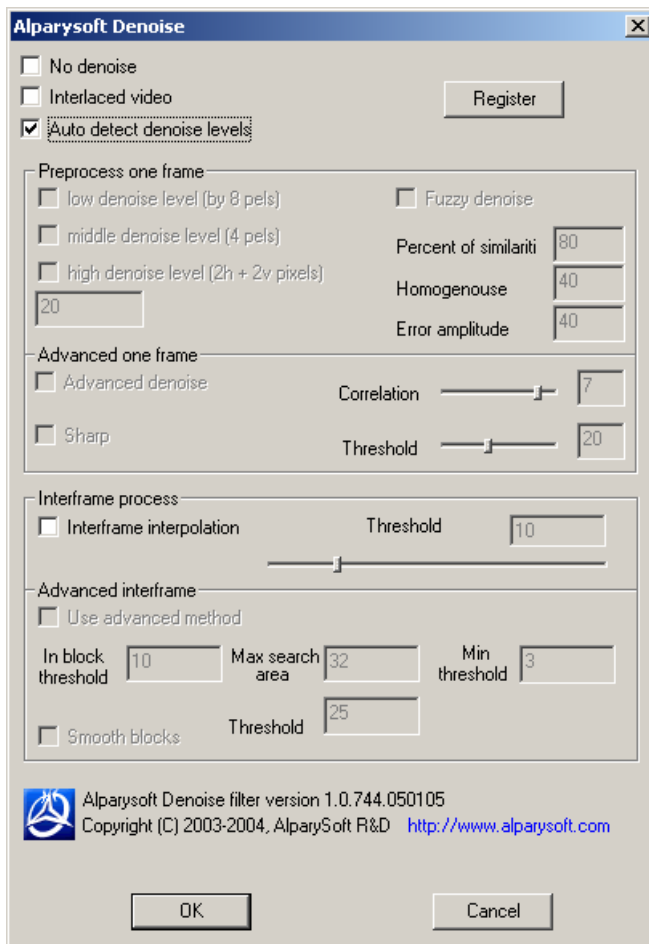 Alparysoft Denoise
No denoise
Interlaced video
Register
Auto detect denoise levels
Preprocess one frame
low denoise level (by 8 pels)
Fuzzy denoise
middle denoise level (4 pels)
Percent of similariti 80
high denoise level (2h + 2v pixels)
20
Homogenouse 40
Error amplitude 40
Advanced one frame
Advanced denoise
Correlation 7
Sharp
Threshold 20
Interframe process
Interframe interpolation
Threshold 10
Advanced interframe
Use advanced method
In block threshold 10
Max search area 32
Min threshold 3
Threshold 25
Smooth blocks
Alparysoft Denoise filter version 1.0.744.050105
Copyright (C) 2003-2004, AlparySoft R&D http://www.alparysoft.com
OK
Cancel